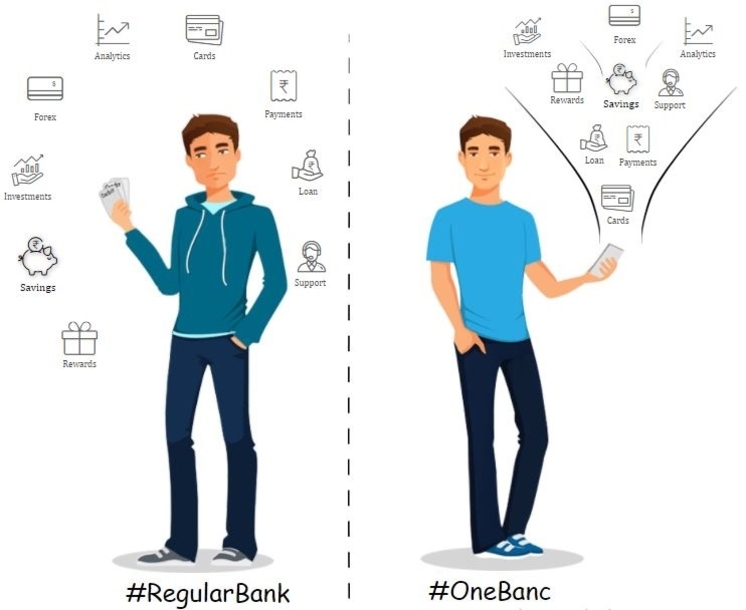 Analytics
Cards
Forex
Payments
Investments
Loan
Savings
Support
Rewards
#RegularBank
Forex
Investments
Analytics
Rewards
Savings
Support
Loan
Payments
Cards
#OneBanc